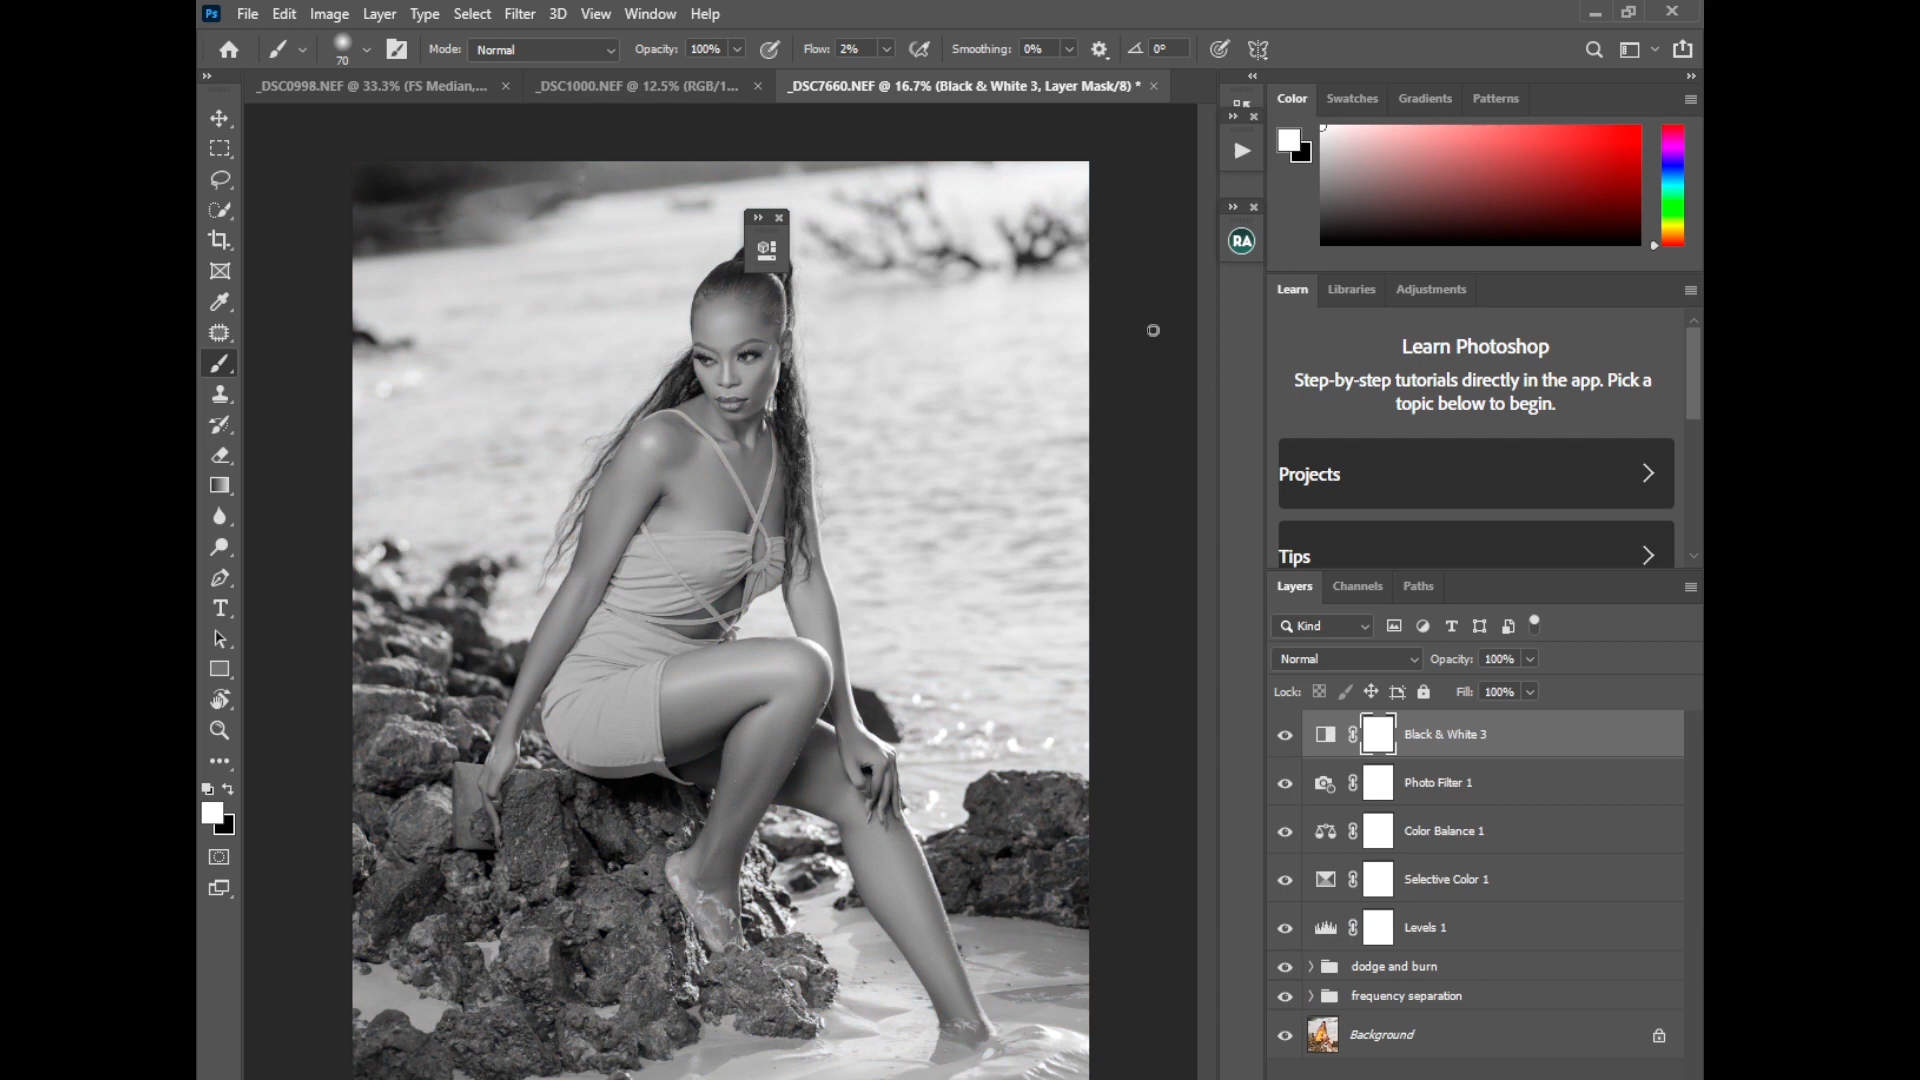 Ps File Edit Image Layer Type Select Filter 3D View Window Help
70 Mode: Normal Opacity: 100% Flow: 2% Smoothing: 0% 0°
_DSC0998.NEF @ 33.3% (FS Median,... × _DSC1000.NEF @ 12.5% (RGB/1... × _DSC7660.NEF @ 16.7% (Black & White 3, Layer Mask/8) * ×
Color Swatches Gradients Patterns
RA
Learn Libraries Adjustments
Learn Photoshop
Step-by-step tutorials directly in the app. Pick a
topic below to begin.
Projects
Tips
Layers Channels Paths
Kind
Normal Opacity: 100%
Lock: Fill: 100%
Black & White 3
Photo Filter 1
Color Balance 1
Selective Color 1
Levels 1
dodge and burn
frequency separation
Background